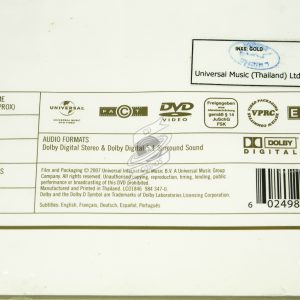 INKS GOLD
Universal Music (Thailand) Ltd
UNIVERSAL
DVD
VIDEO
Freigegeben
gemäß § 14
JuSchG
FSK
VPRC
E
AUDIO FORMATS
Dolby Digital Stereo & Dolby Digital 5.1 Surround Sound
DOLBY
DIGITAL
Film and Packaging © 2007 Universal International Music B.V. A Universal Music Group
Company. All rights reserved. Unauthorised copying, reproduction, hiring, lending, public
performance or broadcasting of this DVD prohibited.
Manufactured and Printed in Thailand.
Dolby and the Double D Symbol are Trademarks of Dolby Laboratories Licensing Corporation.
Subtitles: English, Français, Deutsch, Español, Português
6 02498